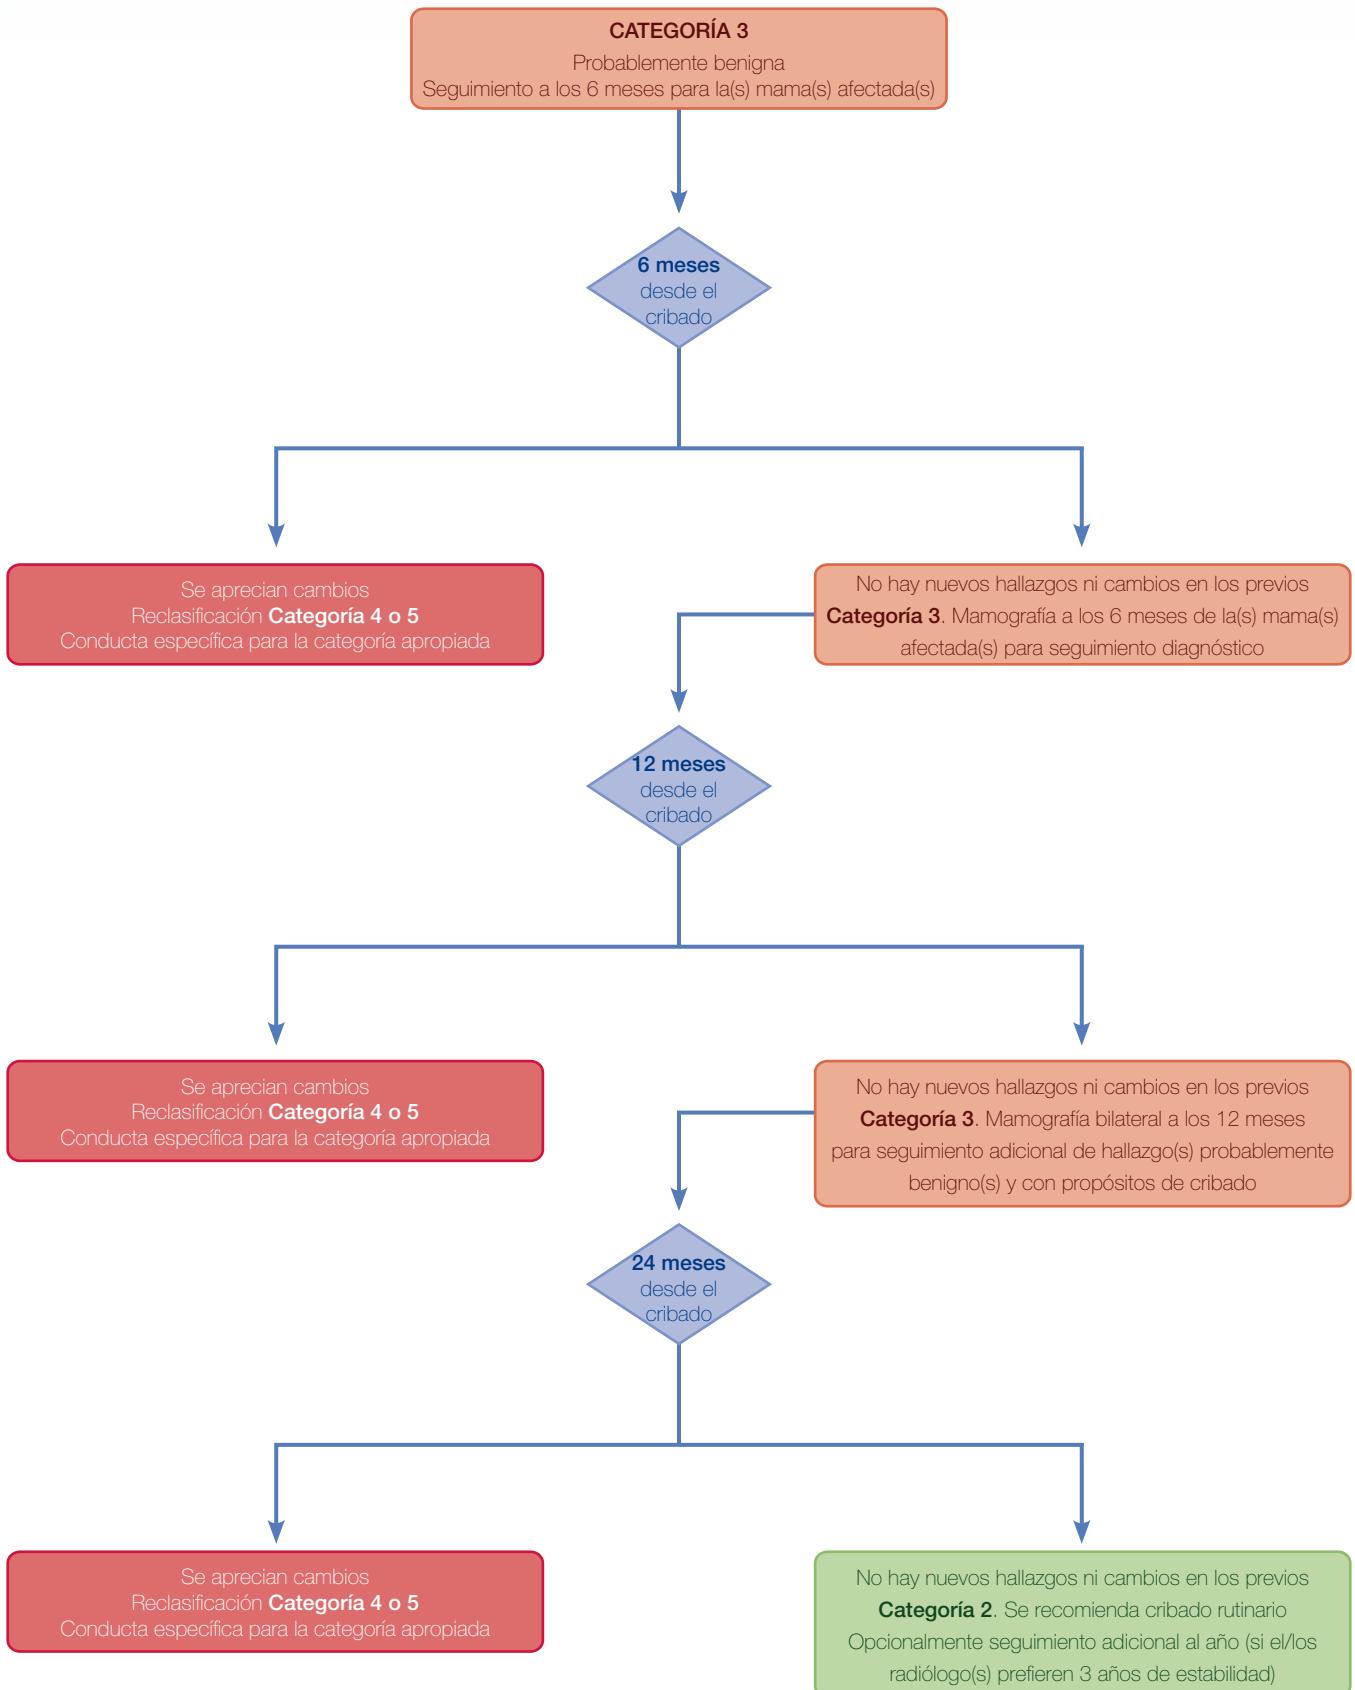 CATEGORÍA 3
Probablemente benigna
Seguimiento a los 6 meses para la(s) mama(s) afectada(s)
6 meses
desde el
cribado
Se aprecian cambios
Reclasificación Categoría 4 o 5
Conducta específica para la categoría apropiada
No hay nuevos hallazgos ni cambios en los previos
Categoría 3. Mamografía a los 6 meses de la(s) mama(s)
afectada(s) para seguimiento diagnóstico
12 meses
desde el
cribado
Se aprecian cambios
Reclasificación Categoría 4 o 5
Conducta específica para la categoría apropiada
No hay nuevos hallazgos ni cambios en los previos
Categoría 3. Mamografía bilateral a los 12 meses
para seguimiento adicional de hallazgo(s) probablemente
benigno(s) y con propósitos de cribado
24 meses
desde el
cribado
Se aprecian cambios
Reclasificación Categoría 4 o 5
Conducta específica para la categoría apropiada
No hay nuevos hallazgos ni cambios en los previos
Categoría 2. Se recomienda cribado rutinario
Opcionalmente seguimiento adicional al año (si el/los
radiólogo(s) prefieren 3 años de estabilidad)